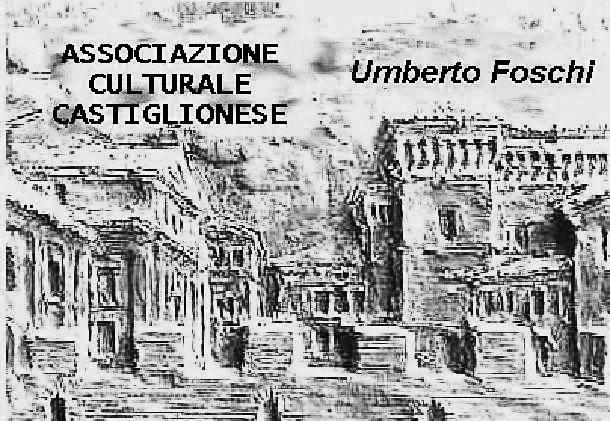 ASSOCIAZIONE
CULTURALE
CASTIGLIONESE
Umberto Foschi